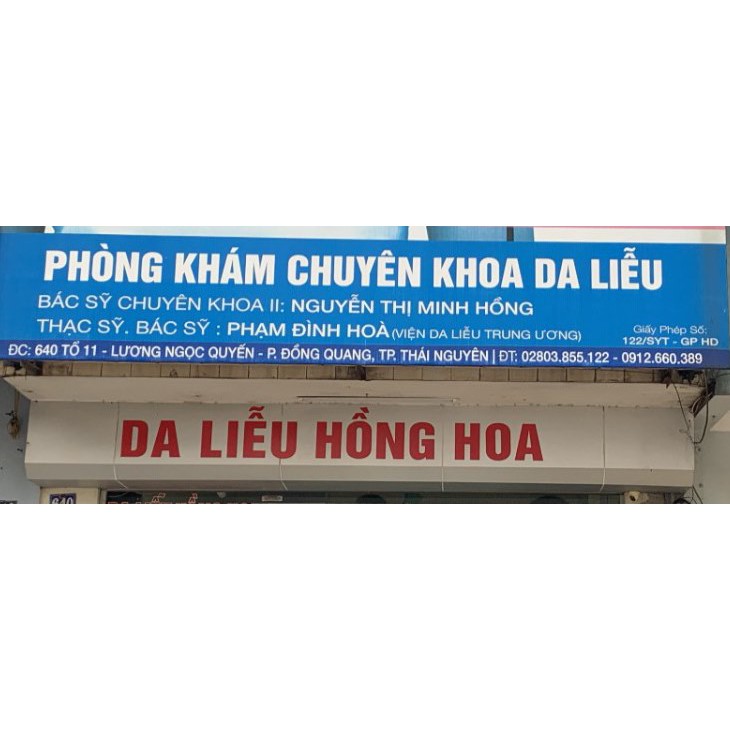 PHÒNG KHÁM CHUYÊN KHOA DA LIỄU
BÁC SỸ CHUYÊN KHOA II: NGUYỄN THỊ MINH HỒNG
THẠC SỸ. BÁC SỸ : PHẠM ĐÌNH HOÀ (VIỆN DA LIỄU TRUNG ƯƠNG)
Giấy Phép Số:
122/SYT - GP HD
ĐC: 640 TỔ 11 - LƯƠNG NGỌC QUYẾN - P. ĐỒNG QUANG, TP. THÁI NGUYÊN | ĐT: 02803.855.122 - 0912.660.389
DA LIỄU HỒNG HOA
640